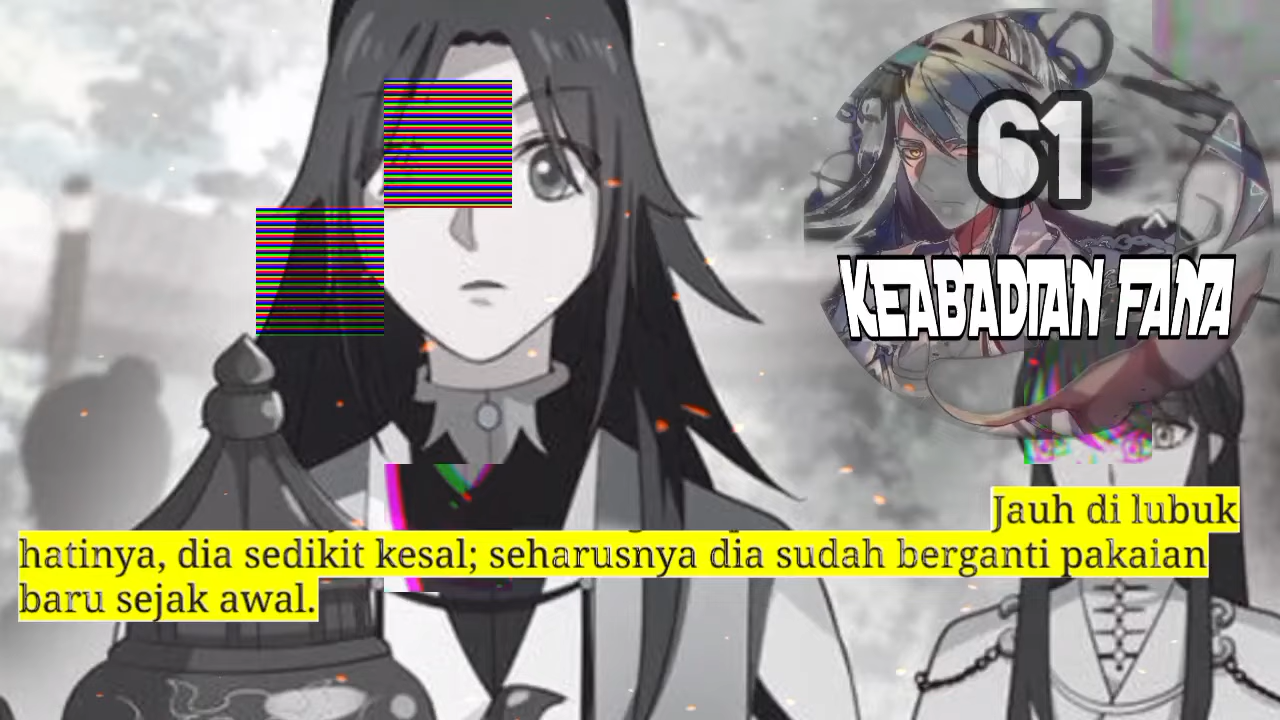 61
KEABADIAN FANA
Jauh di lubuk
hatinya, dia sedikit kesal; seharusnya dia sudah berganti pakaian
baru sejak awal.